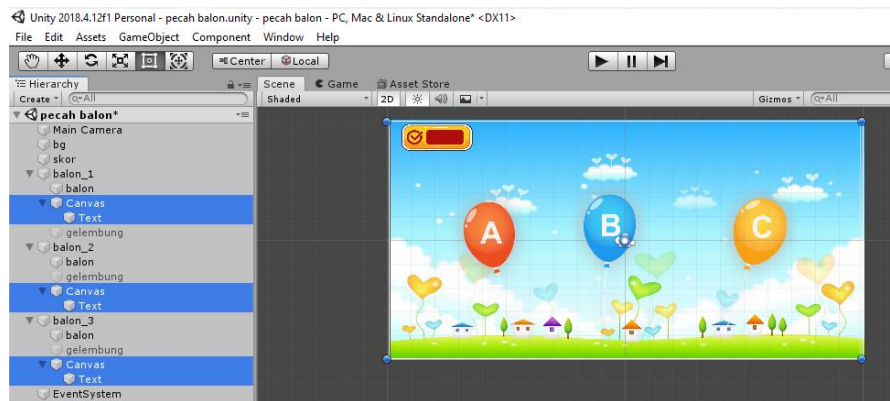 Unity 2018.4.12f1 Personal - pecah balon.unity - pecah balon - PC, Mac & Linux Standalone* <DX11>
File Edit Assets GameObject Component Window Help
Center Local
Hierarchy
Create All
pecah balon*
Main Camera
bg
skor
balon_1
balon
Canvas
Text
gelembung
balon_2
balon
gelembung
Canvas
Text
balon_3
balon
gelembung
Canvas
Text
EventSystem
Scene Game Asset Store
Shaded 2D Gizmos All
A B C